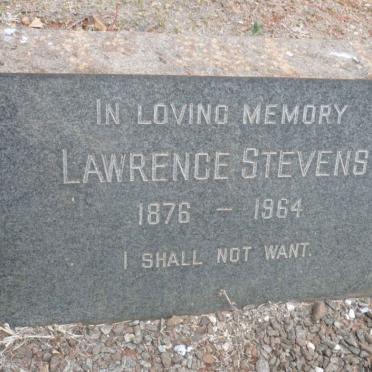 IN LOVING MEMORY
LAWRENCE STEVENS
1876 – 1964
I SHALL NOT WANT.